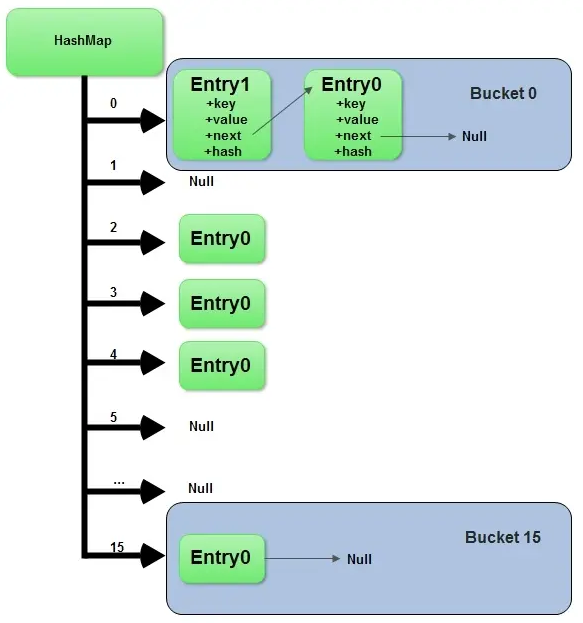 HashMap
0
Entry1
+key
+value
+next
+hash
Entry0
+key
+value
+next
+hash
Null
Bucket 0
1
Null
2
Entry0
3
Entry0
4
Entry0
5
Null
...
Null
15
Entry0
Null
Bucket 15